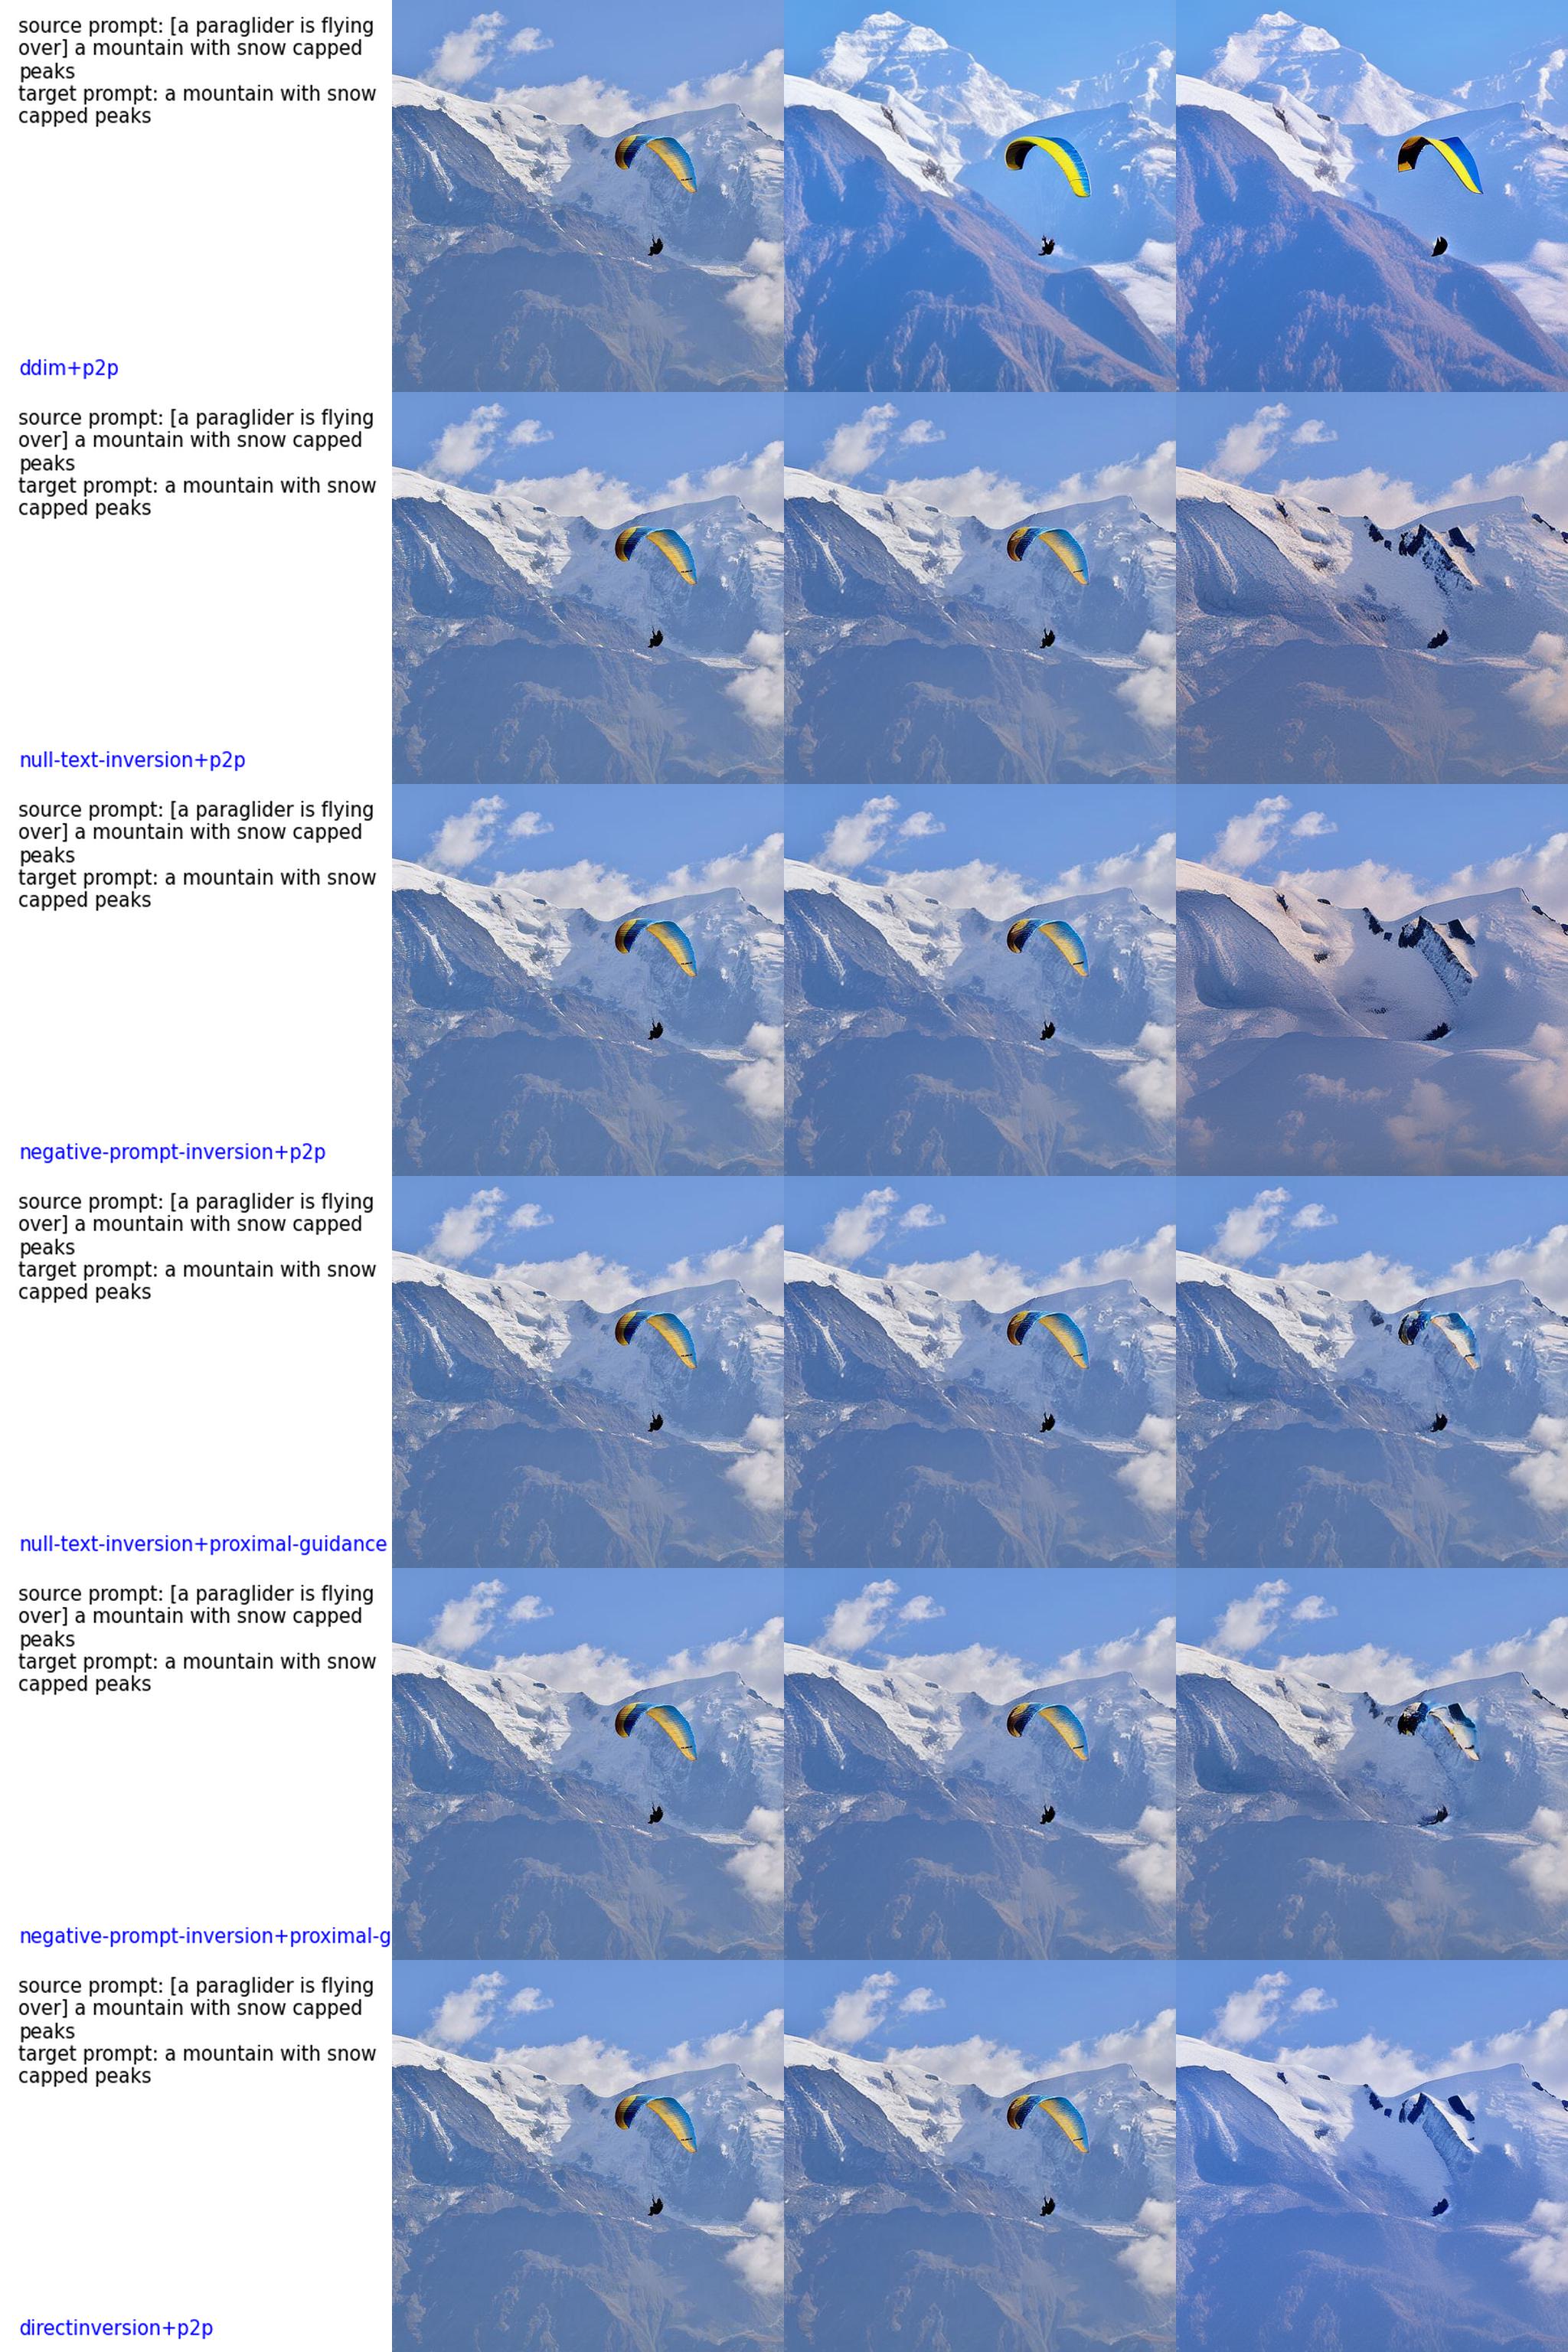 source prompt: [a paraglider is flying
over] a mountain with snow capped
peaks
target prompt: a mountain with snow
capped peaks
ddim+p2p
source prompt: [a paraglider is flying
over] a mountain with snow capped
peaks
target prompt: a mountain with snow
capped peaks
null-text-inversion+p2p
source prompt: [a paraglider is flying
over] a mountain with snow capped
peaks
target prompt: a mountain with snow
capped peaks
negative-prompt-inversion+p2p
source prompt: [a paraglider is flying
over] a mountain with snow capped
peaks
target prompt: a mountain with snow
capped peaks
null-text-inversion+proximal-guidance
source prompt: [a paraglider is flying
over] a mountain with snow capped
peaks
target prompt: a mountain with snow
capped peaks
negative-prompt-inversion+proximal-g
source prompt: [a paraglider is flying
over] a mountain with snow capped
peaks
target prompt: a mountain with snow
capped peaks
directinversion+p2p